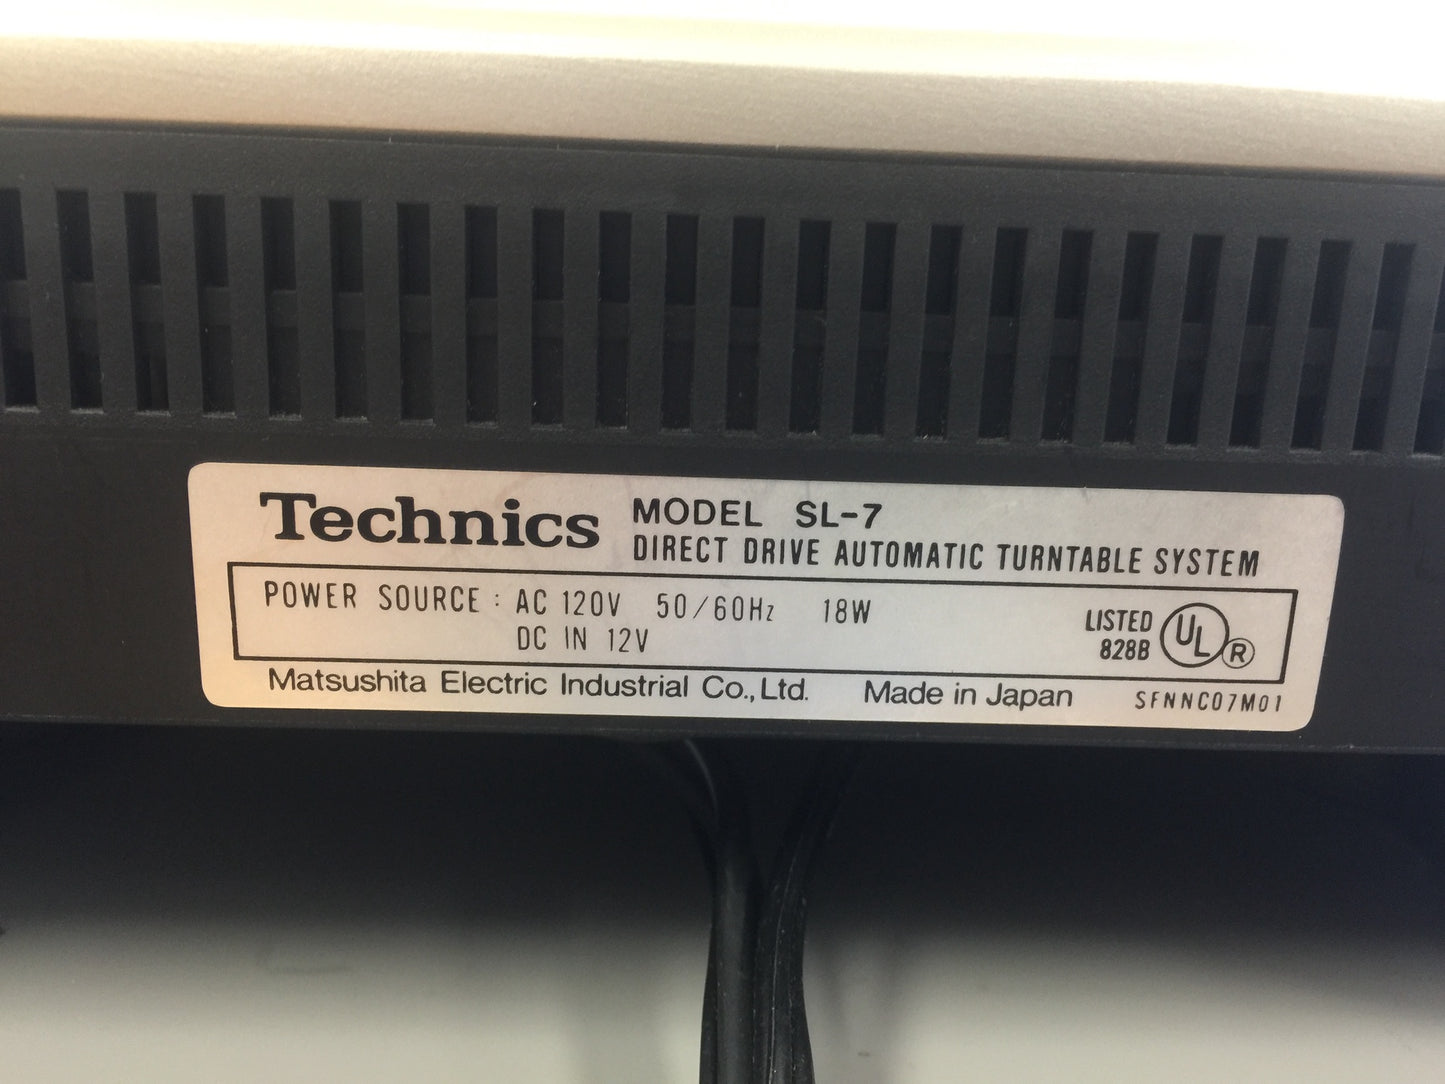 Technics MODEL SL-7
DIRECT DRIVE AUTOMATIC TURNTABLE SYSTEM
POWER SOURCE : AC 120V 50/60Hz 18W
DC IN 12V
LISTED
828B
UL ®
Matsushita Electric Industrial Co., Ltd. Made in Japan SFNNC07M01